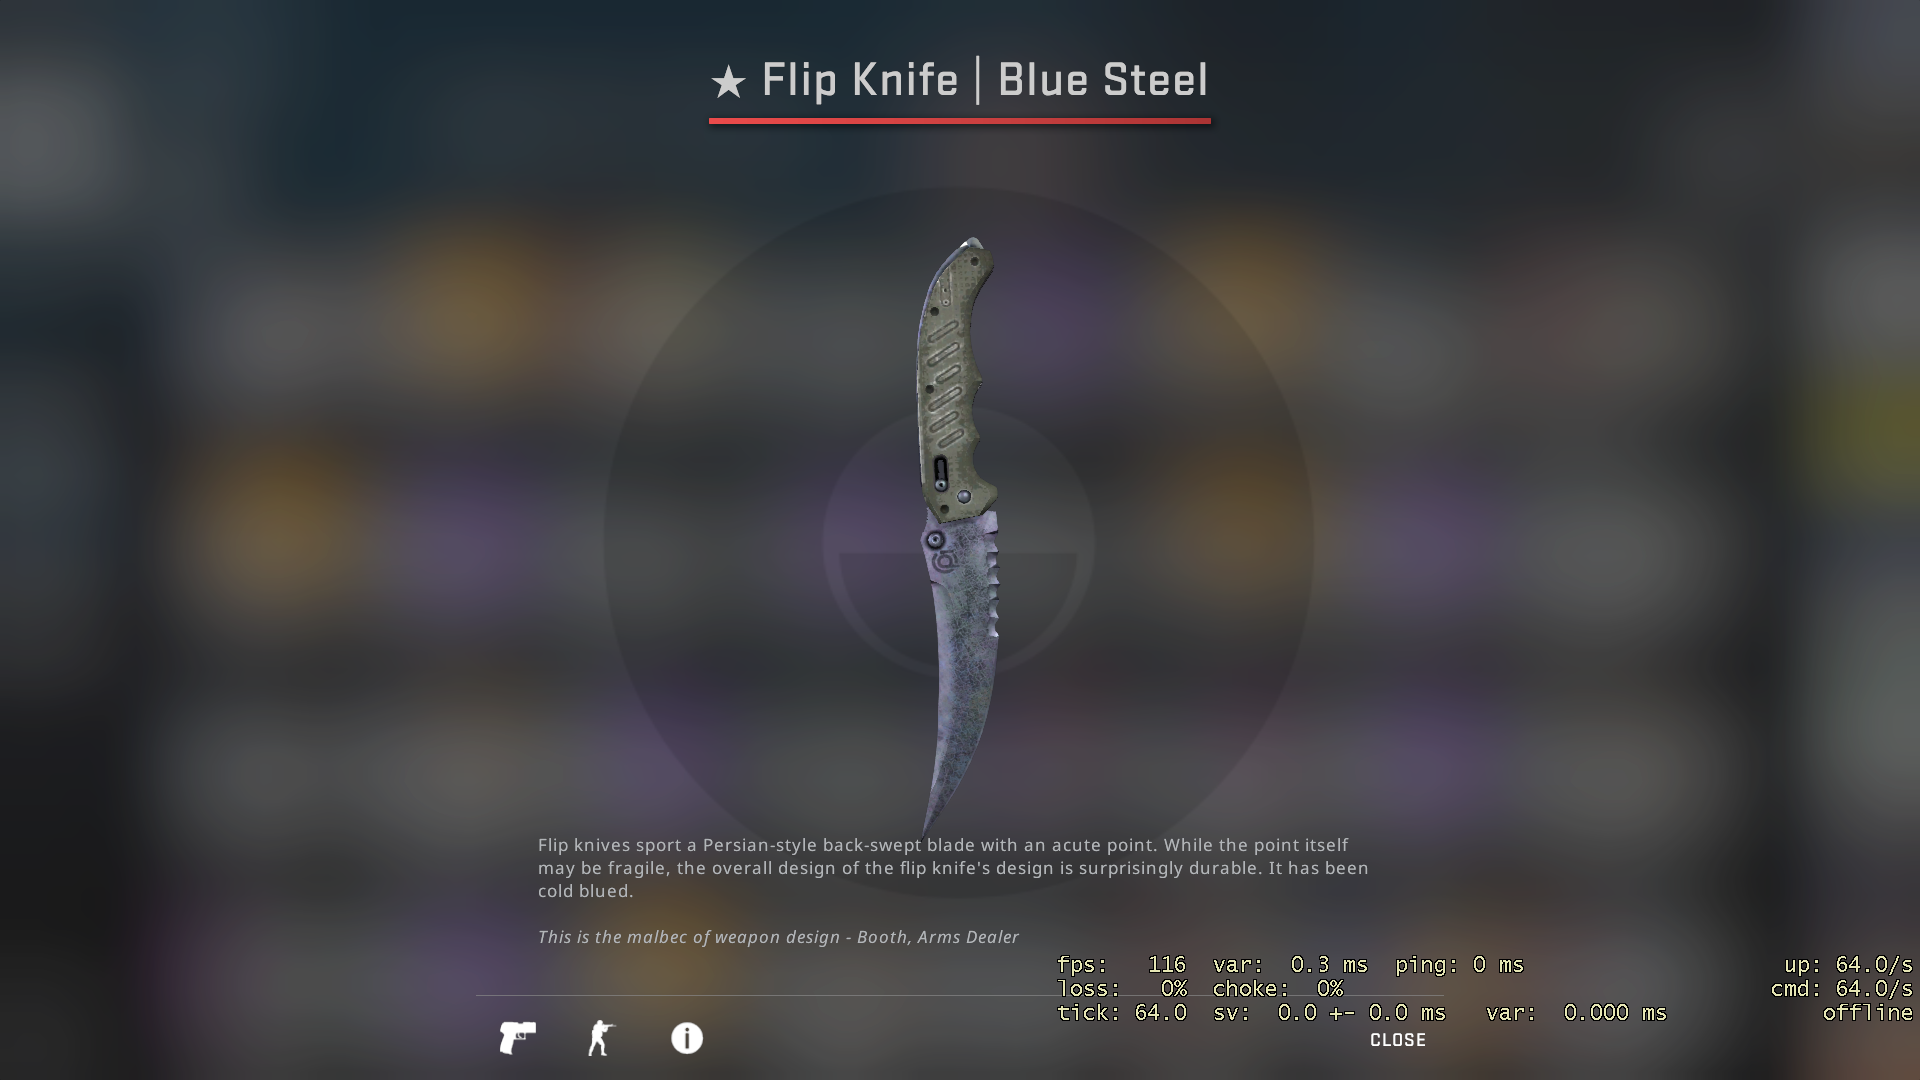 ★ Flip Knife | Blue Steel
Flip knives sport a Persian-style back-swept blade with an acute point. While the point itself
may be fragile, the overall design of the flip knife's design is surprisingly durable. It has been
cold blued.
This is the malbec of weapon design - Booth, Arms Dealer
fps: 116 var: 0.3 ms ping: 0 ms up: 64.0/s
loss: 0% choke: 0% cmd: 64.0/s
tick: 64.0 sv: 0.0 +- 0.0 ms var: 0.000 ms offline
CLOSE